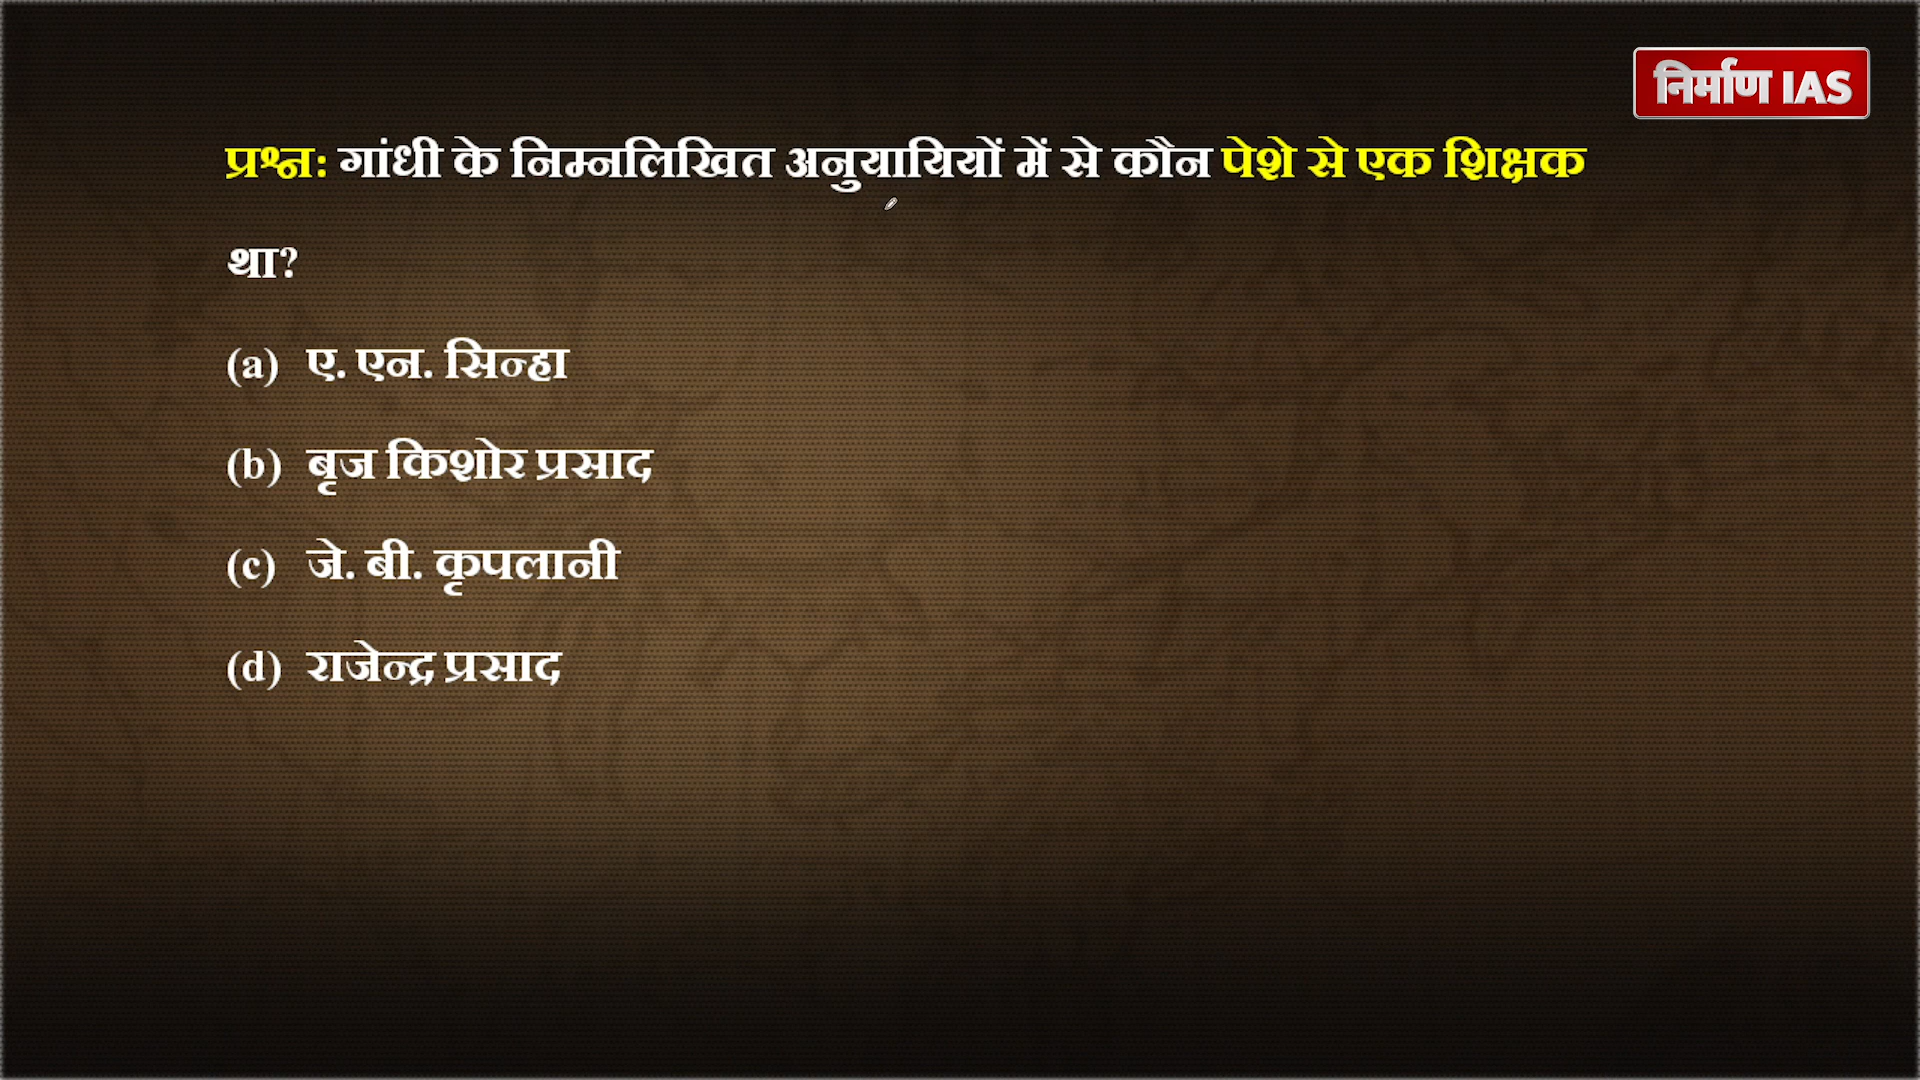 निर्माण IAS
प्रश्न: गांधी के निम्नलिखित अनुयायियों में से कौन पेशे से एक शिक्षक
था?
(a) ए. एन. सिन्हा
(b) बृज किशोर प्रसाद
(c) जे. बी. कृपलानी
(d) राजेन्द्र प्रसाद